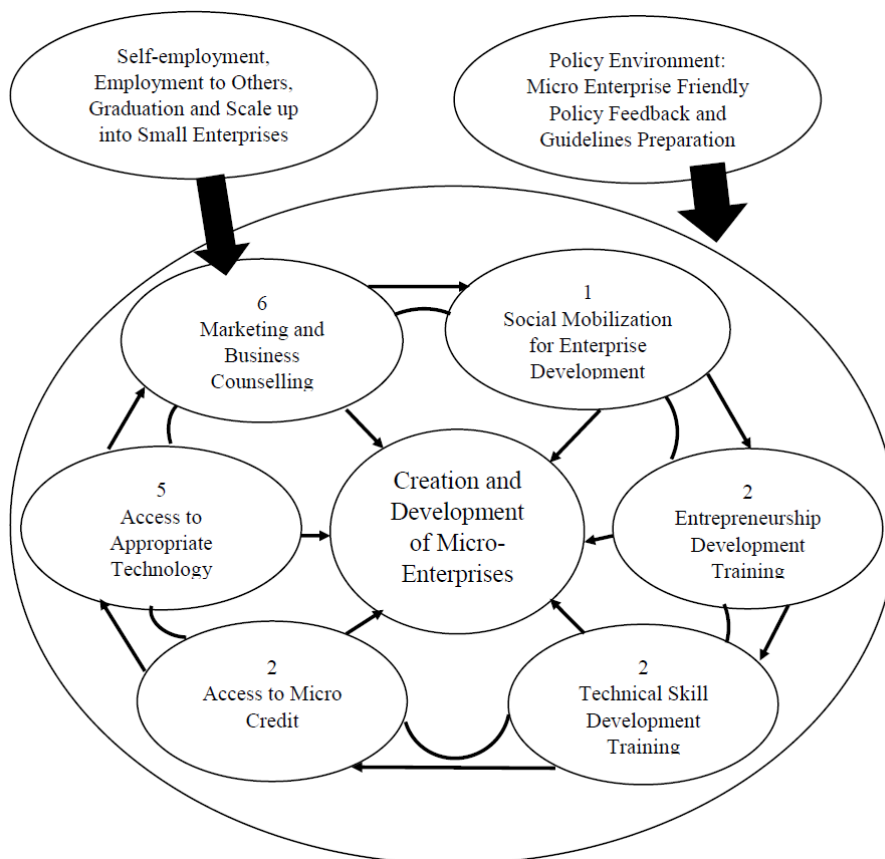 Self-employment,
Employment to Others,
Graduation and Scale up
into Small Enterprises
Policy Environment:
Micro Enterprise Friendly
Policy Feedback and
Guidelines Preparation
6
Marketing and
Business
Counselling
1
Social Mobilization
for Enterprise
Development
5
Access to
Appropriate
Technology
Creation and
Development
of Micro-
Enterprises
2
Entrepreneurship
Development
Training
2
Access to Micro
Credit
2
Technical Skill
Development
Training